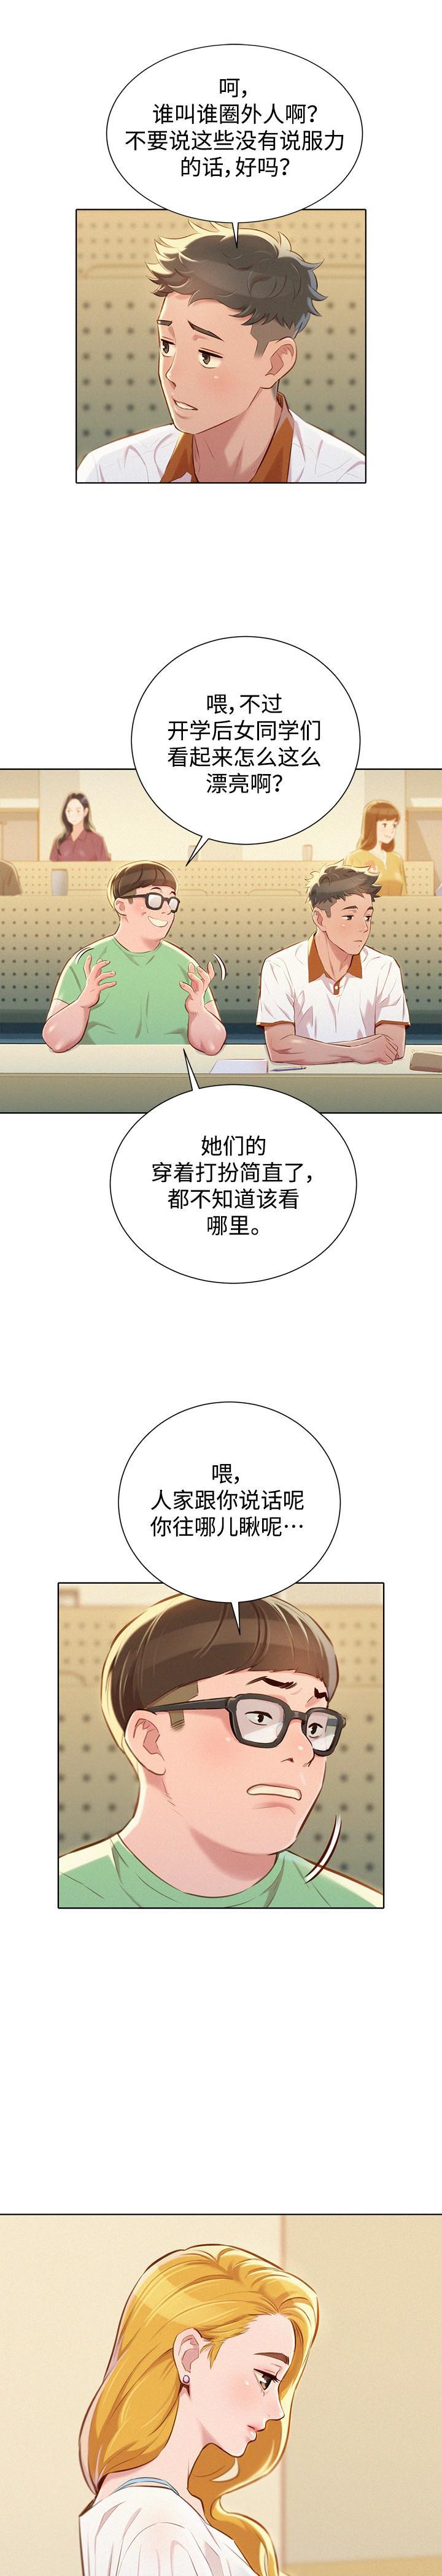 呵，
谁叫谁圈外人啊？
不要说这些没有说服力
的话，好吗？
喂，不过
开学后女同学们
看起来怎么这么
漂亮啊？
她们的
穿着打扮简直了，
都不知道该看
哪里。
喂，
人家跟你说话呢
你往哪儿瞅呢…